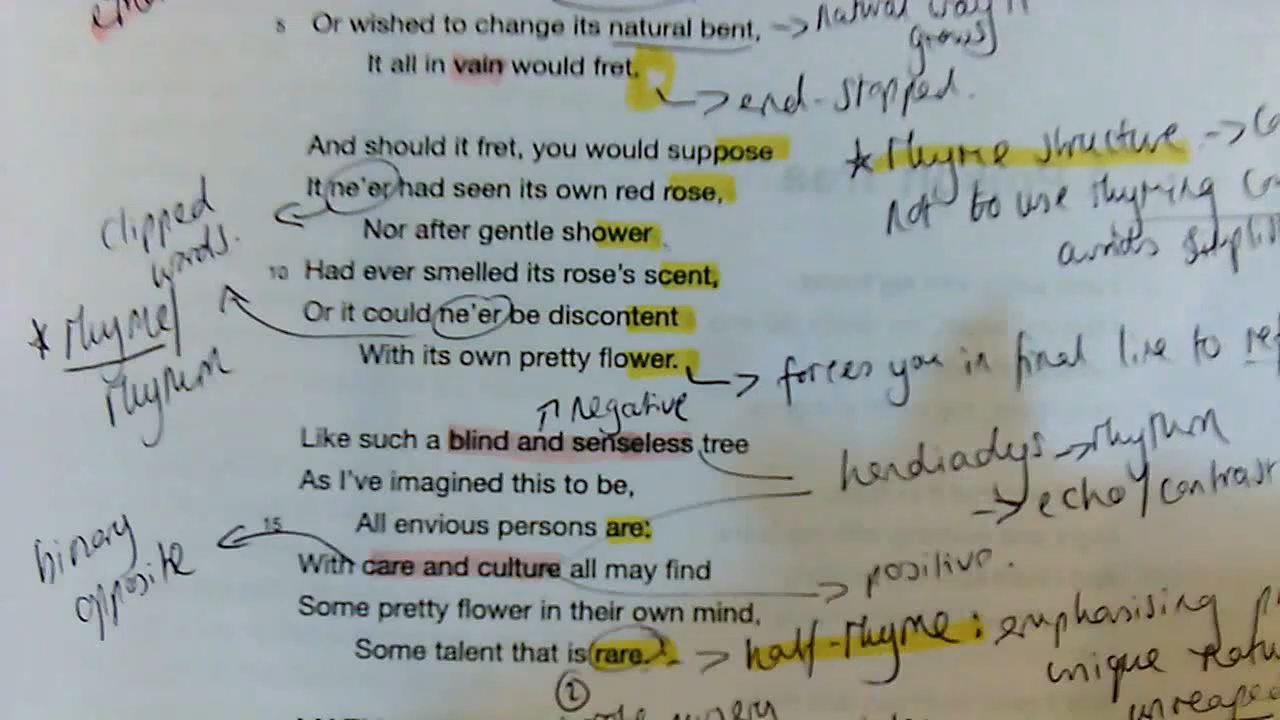 5 Or wished to change its natural bent, -> natural way it
grows
It all in vain would fret.
-> end-stopped.
And should it fret, you would suppose
* Rhyme structure ->
It ne'er had seen its own red rose,
not to use rhyming
clipped
words.
Nor after gentle shower
avoids
10 Had ever smelled its rose's scent,
Or it could ne'er be discontent
* rhyme/
rhythm
With its own pretty flower.
-> forces you in final line to
↑ negative
Like such a blind and senseless tree
hendiadys -> rhythm
-> echo/contrast
As I've imagined this to be,
15 All envious persons are:
binary
opposite
With care and culture all may find
-> positive.
Some pretty flower in their own mind,
Some talent that is rare.
-> half-rhyme: emphasising
unique
2